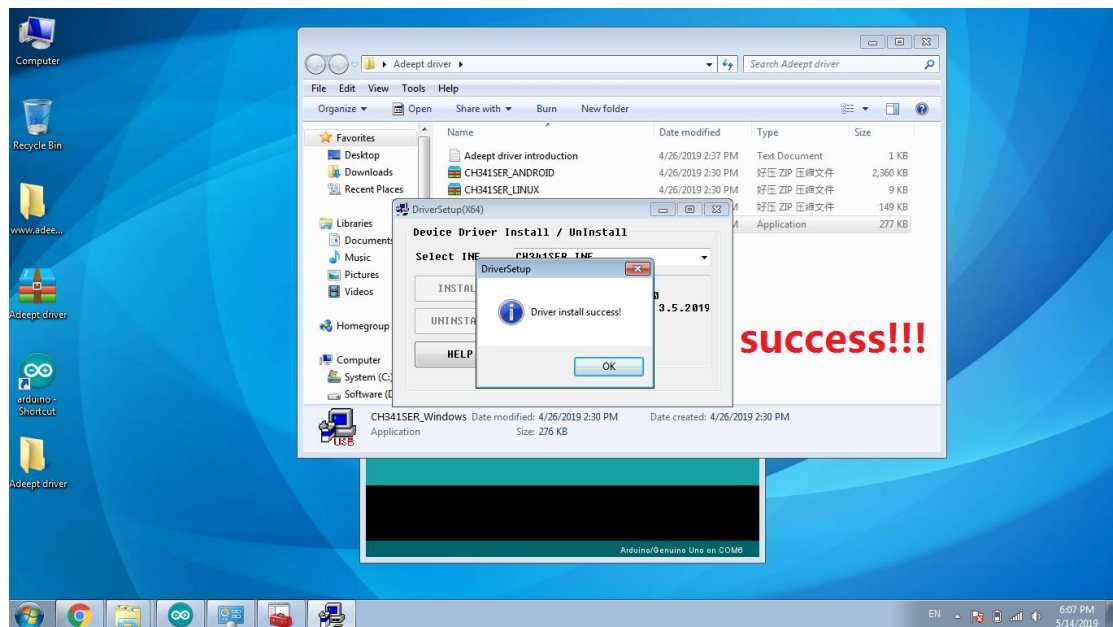 Computer
Recycle Bin
www.adee...
Adeept driver
arduino -
Shortcut
Adeept driver
Adeept driver
Search Adeept driver
File Edit View Tools Help
Organize Open Share with Burn New folder
Name Date modified Type Size
Favorites
Desktop
Downloads
Recent Places
Libraries
Documents
Music
Pictures
Videos
Homegroup
Computer
System (C:)
Software (D
Adeept driver introduction 4/26/2019 2:37 PM Text Document 1 KB
CH341SER_ANDROID 4/26/2019 2:30 PM 好压 ZIP 压缩文件 2,360 KB
CH341SER_LINUX 4/26/2019 2:30 PM 好压 ZIP 压缩文件 9 KB
好压 ZIP 压缩文件 149 KB
Application 277 KB
DriverSetup(X64)
Device Driver Install / UnInstall
Select INF CH341SER.INF
INSTAL
UNINSTA
HELP
3.5.2019
DriverSetup
Driver install success!
OK
success!!!
CH341SER_Windows Date modified: 4/26/2019 2:30 PM Date created: 4/26/2019 2:30 PM
Application Size: 276 KB
USB
Arduino/Genuino Uno on COM6
EN
6:07 PM
5/14/2019